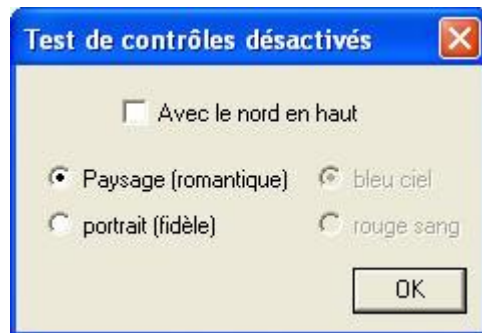 Test de contrôles désactivés
Avec le nord en haut
Paysage (romantique) bleu ciel
portrait (fidèle) rouge sang
OK